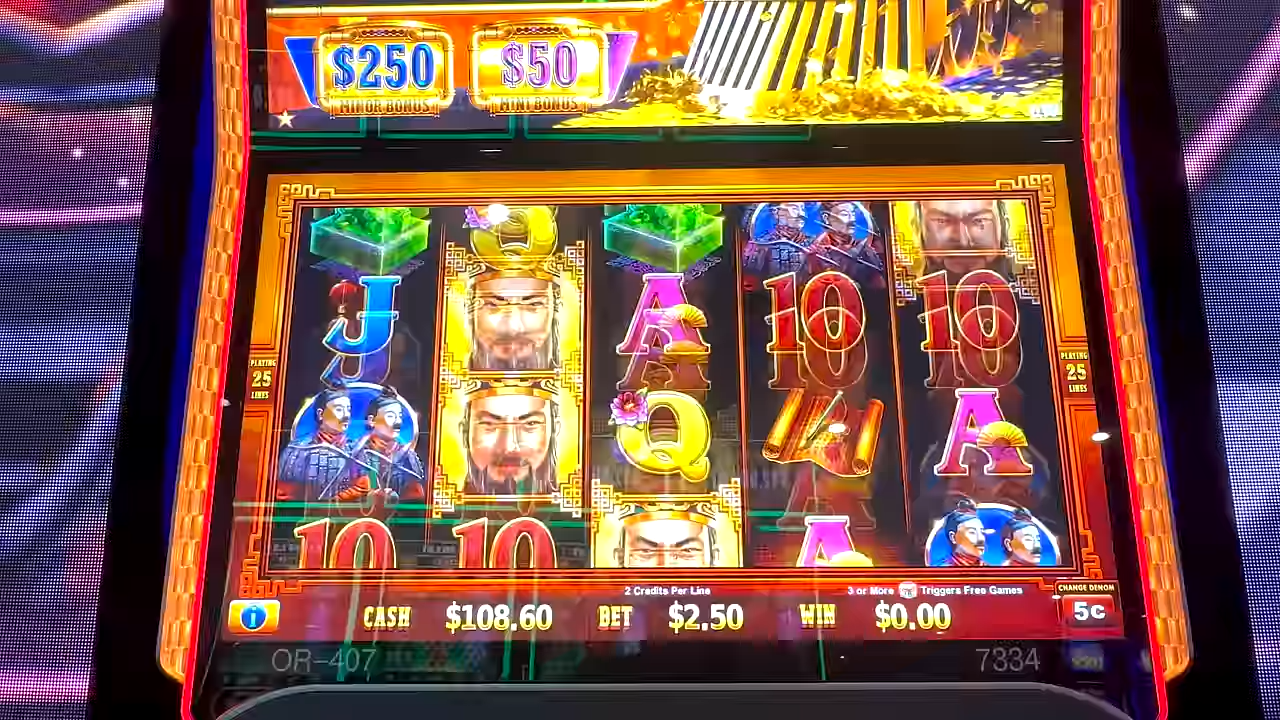 $250
$50
MINOR BONUS
MINI BONUS
Q
J
A
10
10
PLAYING
25
LINES
PLAYING
25
LINES
Q
A
10
10
A
2 Credits Per Line
3 or More
Triggers Free Games
CHANGE DENOM
CASH
$108.60
BET
$2.50
WIN
$0.00
5c
OR-407
7334